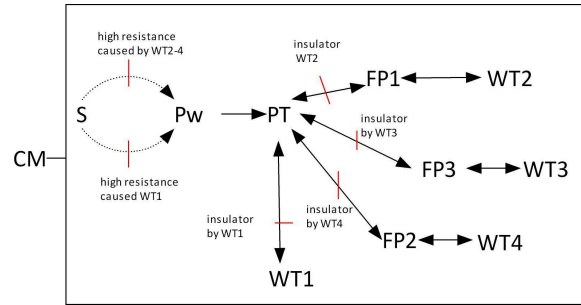 high resistance
caused by WT2-4
insulator
WT2
FP1
WT2
S
Pw
PT
insulator
by WT3
CM
high resistance
caused WT1
FP3
WT3
insulator
by WT1
insulator
by WT4
FP2
WT4
WT1